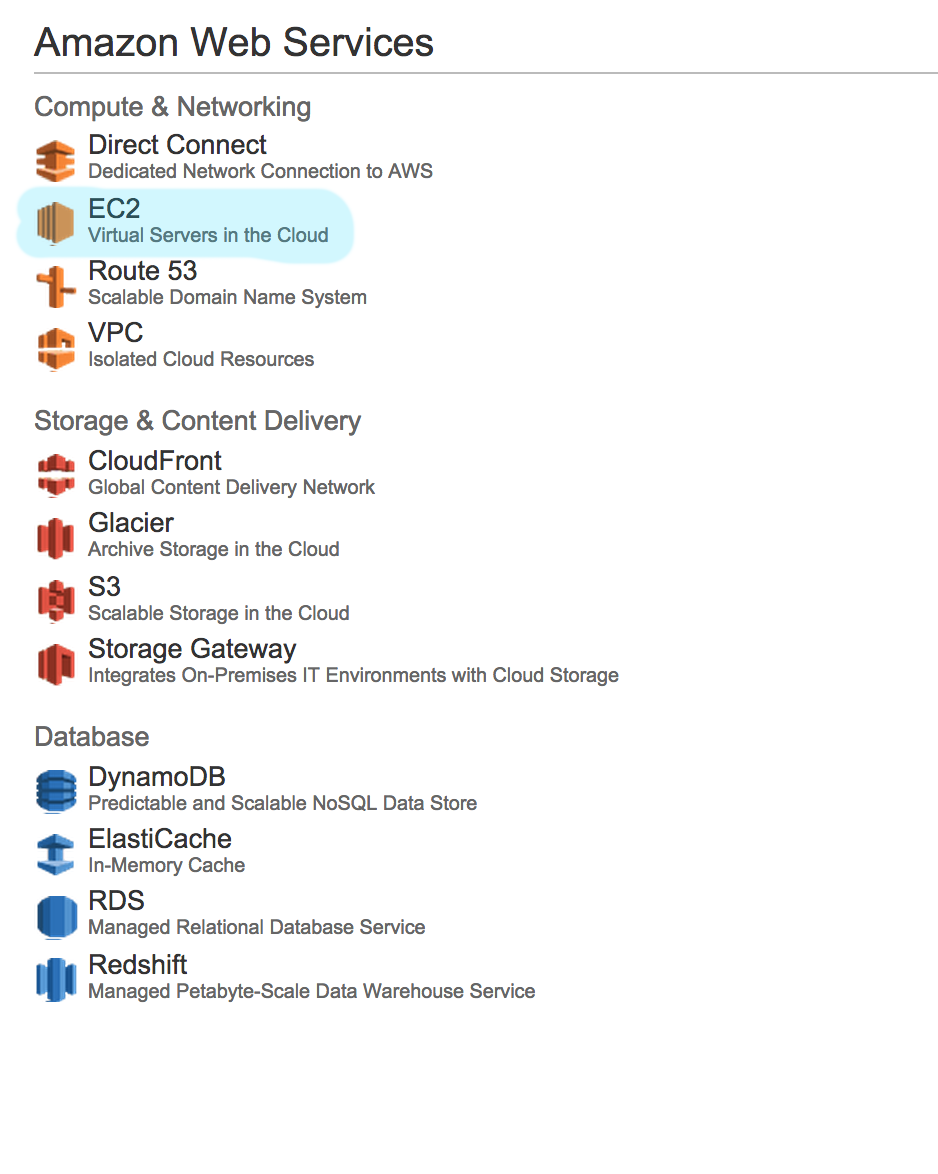 Amazon Web Services
Compute & Networking
Direct Connect
Dedicated Network Connection to AWS
EC2
Virtual Servers in the Cloud
Route 53
Scalable Domain Name System
VPC
Isolated Cloud Resources
Storage & Content Delivery
CloudFront
Global Content Delivery Network
Glacier
Archive Storage in the Cloud
S3
Scalable Storage in the Cloud
Storage Gateway
Integrates On-Premises IT Environments with Cloud Storage
Database
DynamoDB
Predictable and Scalable NoSQL Data Store
ElastiCache
In-Memory Cache
RDS
Managed Relational Database Service
Redshift
Managed Petabyte-Scale Data Warehouse Service